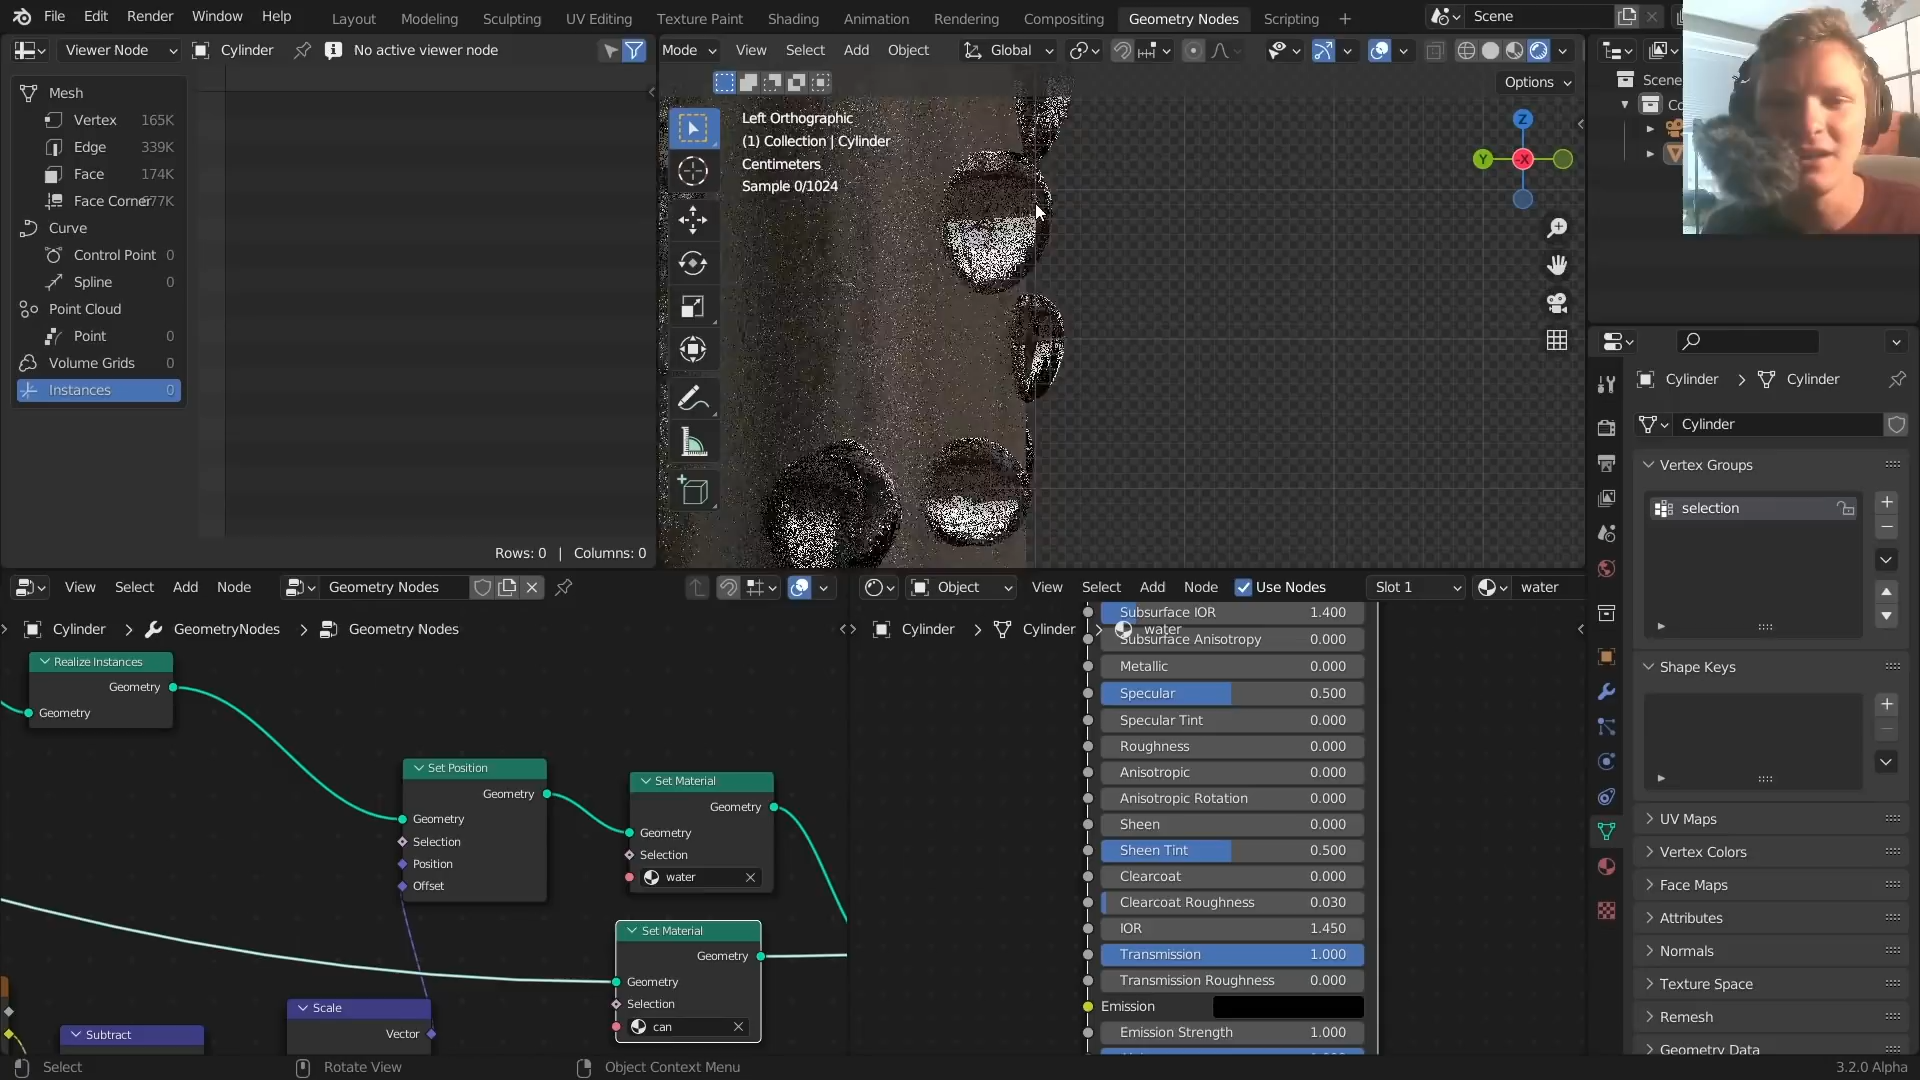 File Edit Render Window Help
Layout Modeling Sculpting UV Editing Texture Paint Shading Animation Rendering Compositing Geometry Nodes Scripting
Scene
Viewer Node Cylinder No active viewer node
Mode View Select Add Object Global
Options
Mesh
Vertex 165K
Edge 339K
Face 174K
Face Corner 677K
Curve
Control Point 0
Spline 0
Point Cloud
Point 0
Volume Grids 0
Instances 0
Rows: 0 | Columns: 0
Left Orthographic
(1) Collection | Cylinder
Centimeters
Sample 0/1024
Z
Y
-X
Scene
Co
Cylinder Cylinder
Cylinder
Vertex Groups
selection
Shape Keys
UV Maps
Vertex Colors
Face Maps
Attributes
Normals
Texture Space
Remesh
Geometry Data
View Select Add Node Geometry Nodes
Cylinder GeometryNodes Geometry Nodes
Realize Instances
Geometry
Geometry
Set Position
Geometry
Geometry
Selection
Position
Offset
Set Material
Geometry
Geometry
Selection
water
Set Material
Geometry
Geometry
Selection
can
Scale
Vector
Subtract
Object View Select Add Node Use Nodes Slot 1 water
Cylinder Cylinder water
Subsurface IOR 1.400
Subsurface Anisotropy 0.000
Metallic 0.000
Specular 0.500
Specular Tint 0.000
Roughness 0.000
Anisotropic 0.000
Anisotropic Rotation 0.000
Sheen 0.000
Sheen Tint 0.500
Clearcoat 0.000
Clearcoat Roughness 0.030
IOR 1.450
Transmission 1.000
Transmission Roughness 0.000
Emission
Emission Strength 1.000
Select Rotate View Object Context Menu 3.2.0 Alpha